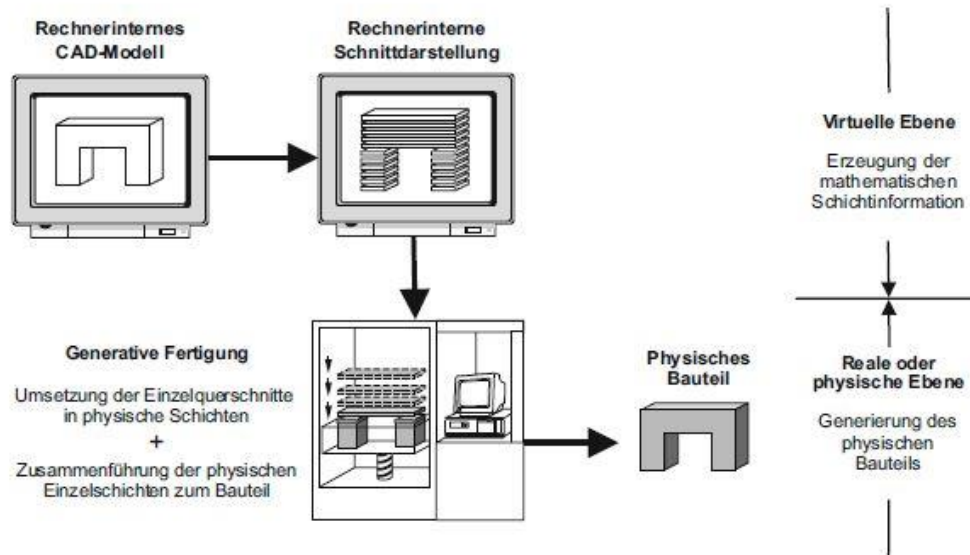 Rechnerinternes
CAD-Modell
Rechnerinterne
Schnittdarstellung
Virtuelle Ebene
Erzeugung der
mathematischen
Schichtinformation
Generative Fertigung
Umsetzung der Einzelquerschnitte
in physische Schichten
+
Zusammenführung der physischen
Einzelschichten zum Bauteil
Physisches
Bauteil
Reale oder
physische Ebene
Generierung des
physischen
Bauteils